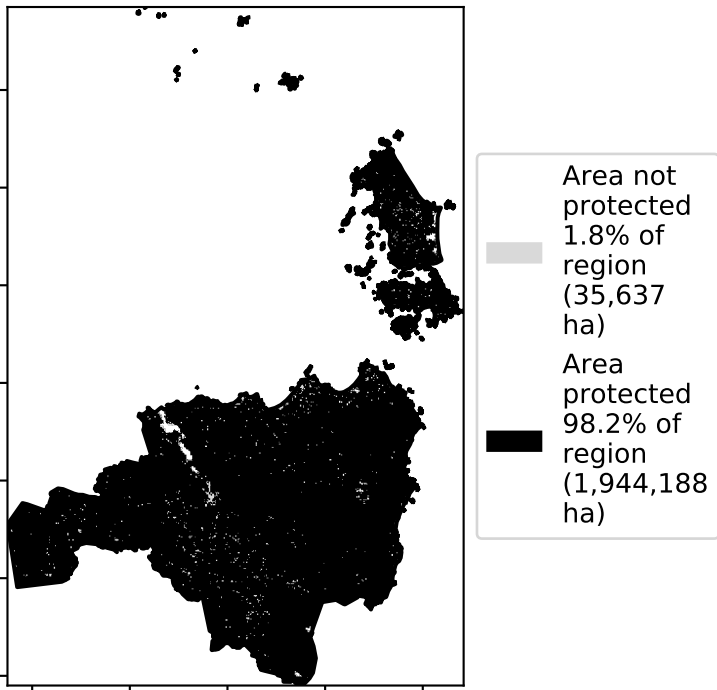 Area not
protected
1.8% of
region
(35,637
ha)
Area
protected
98.2% of
region
(1,944,188
ha)